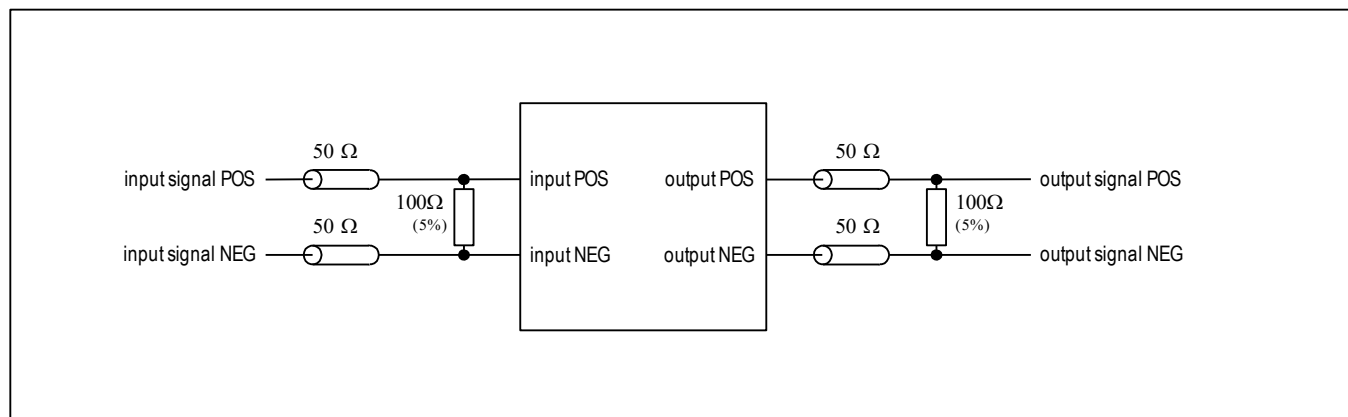 50 Ω
50 Ω
input signal POS
input POS
output POS
output signal POS
100Ω
(5%)
100Ω
(5%)
50 Ω
50 Ω
input signal NEG
input NEG
output NEG
output signal NEG